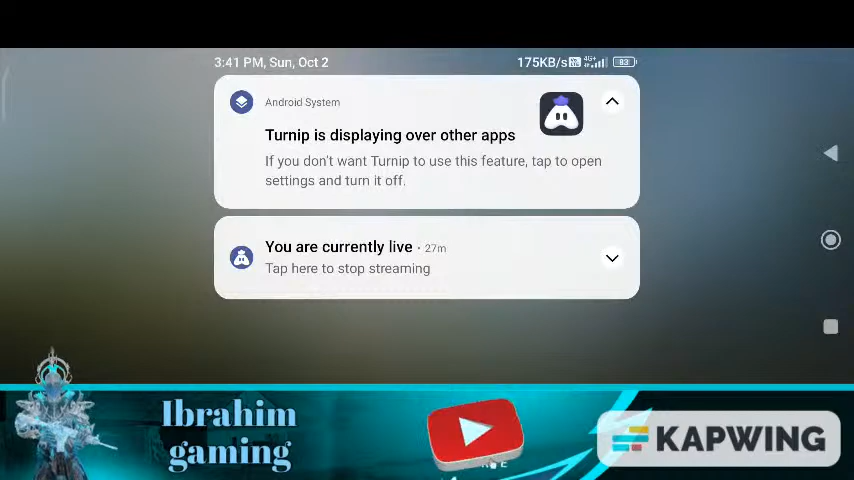 3:41 PM, Sun, Oct 2
175KB/s 4G+ 83
Android System
Turnip is displaying over other apps
If you don't want Turnip to use this feature, tap to open
settings and turn it off.
You are currently live · 27m
Tap here to stop streaming
Ibrahim
gaming
KAPWING